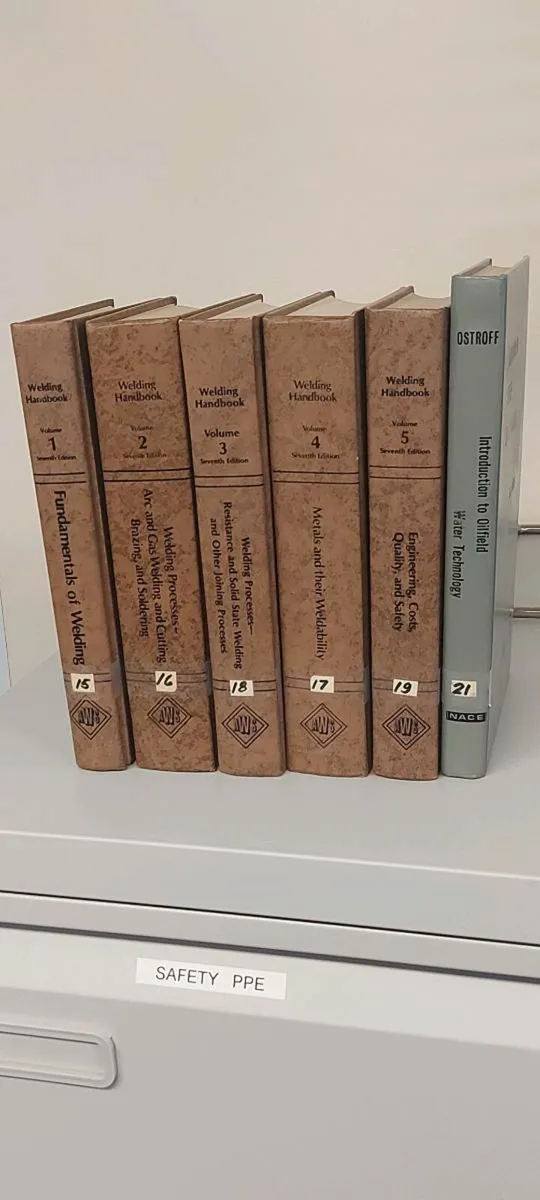 Welding
Handbook
Volume
1
Seventh Edition
Fundamentals of Welding
15
AWS
Welding
Handbook
Volume
2
Seventh Edition
Welding Processes-
Arc and Gas Welding and Cutting
Brazing, and Soldering
16
AWS
Welding
Handbook
Volume
3
Seventh Edition
Welding Processes—
Resistance and Solid State Welding
and Other Joining Processes
18
AWS
Welding
Handbook
Volume
4
Seventh Edition
Metals and their Weldability
17
AWS
Welding
Handbook
Volume
5
Seventh Edition
Engineering, Costs,
Quality, and Safety
19
AWS
OSTROFF
Introduction to Oilfield
Water Technology
21
NACE
SAFETY PPE